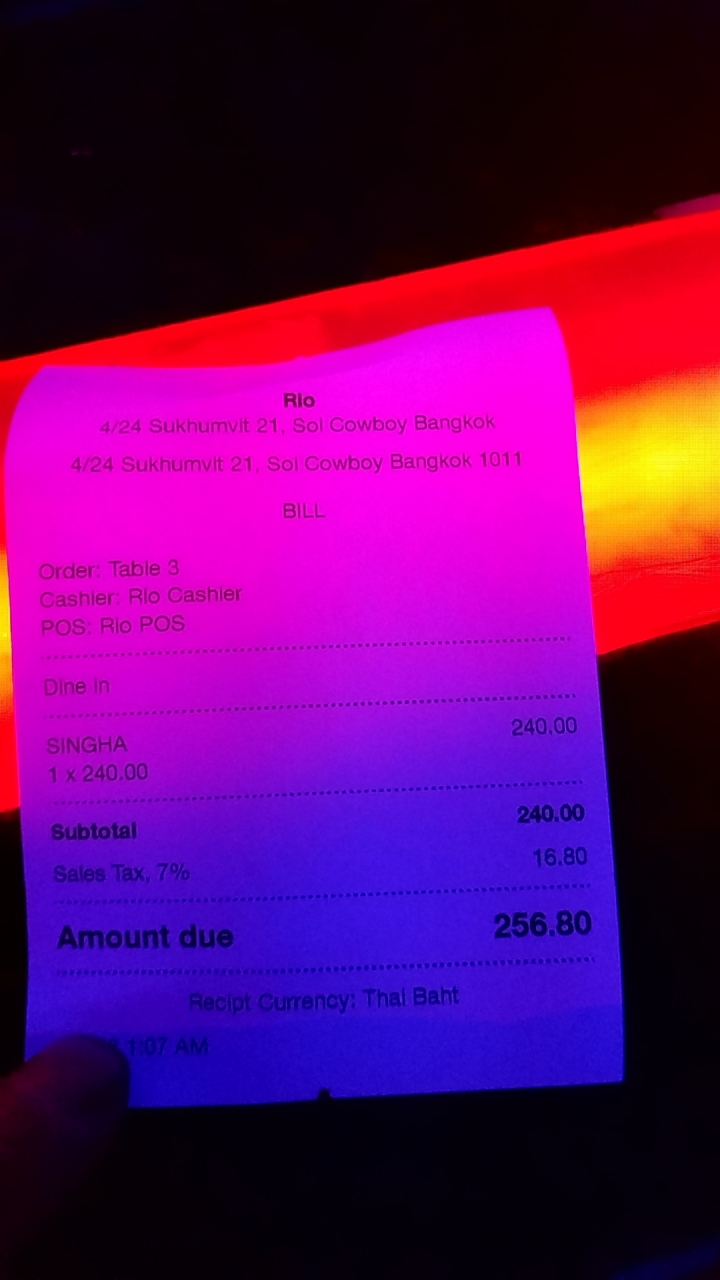 Rio
4/24 Sukhumvit 21, Soi Cowboy Bangkok
4/24 Sukhumvit 21, Soi Cowboy Bangkok 1011
BILL
Order: Table 3
Cashier: Rio Cashier
POS: Rio POS
Dine in
SINGHA 240.00
1 x 240.00
Subtotal 240.00
Sales Tax, 7% 16.80
Amount due 256.80
Recipt Currency: Thai Baht
1:07 AM